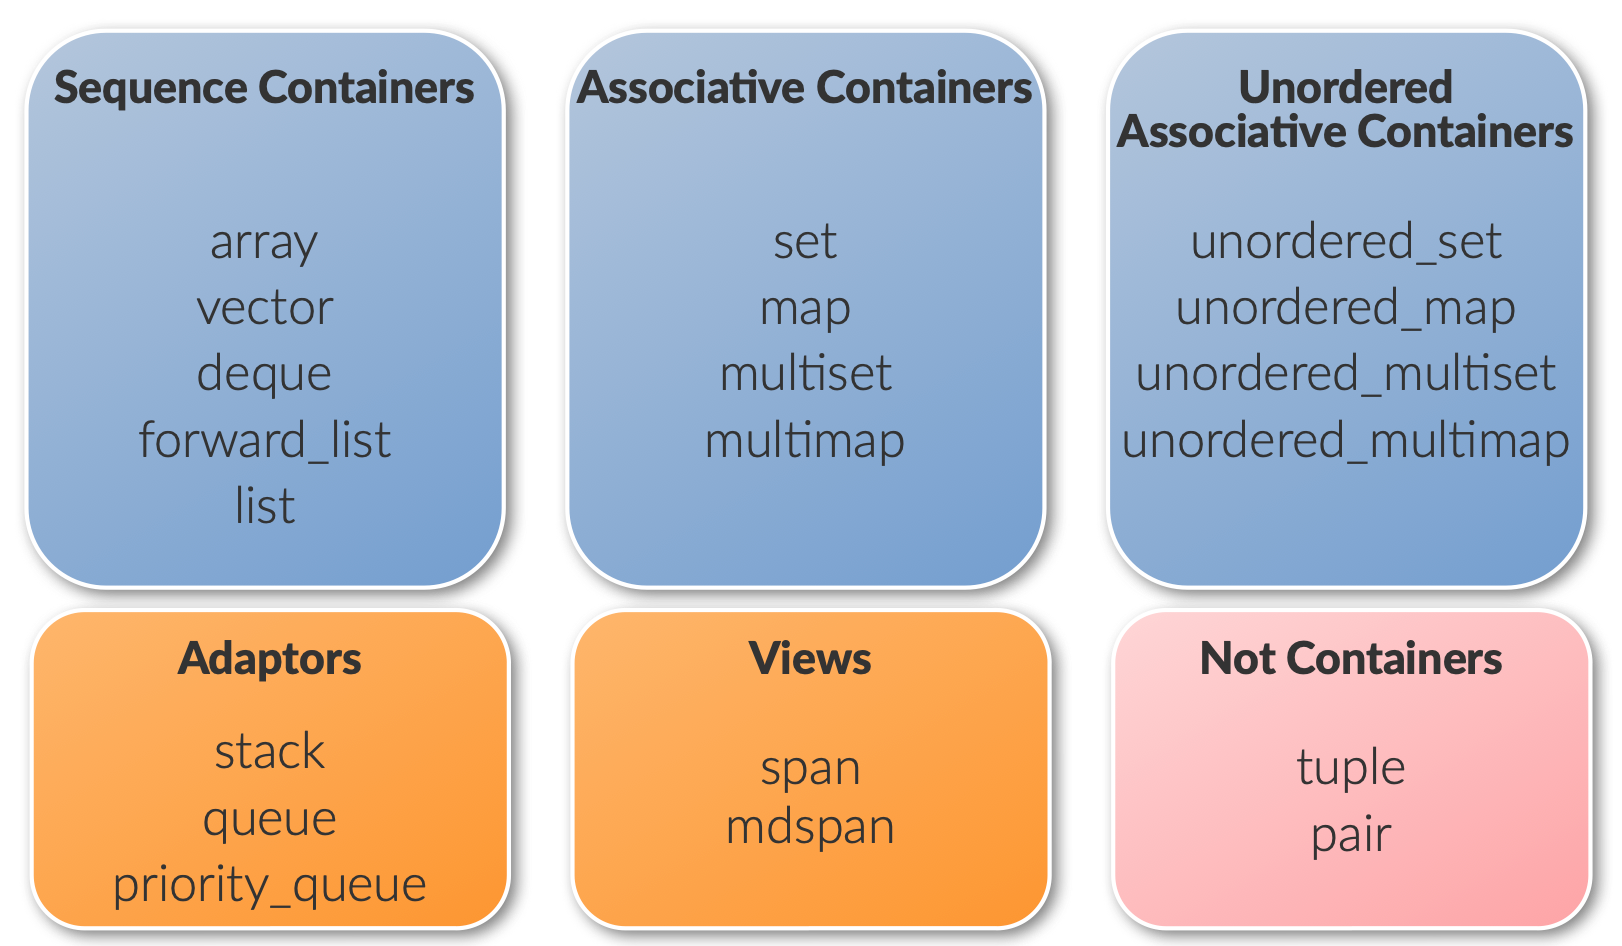 Sequence Containers
array
vector
deque
forward_list
list
Associative Containers
set
map
multiset
multimap
Unordered
Associative Containers
unordered_set
unordered_map
unordered_multiset
unordered_multimap
Adaptors
stack
queue
priority_queue
Views
span
mdspan
Not Containers
tuple
pair